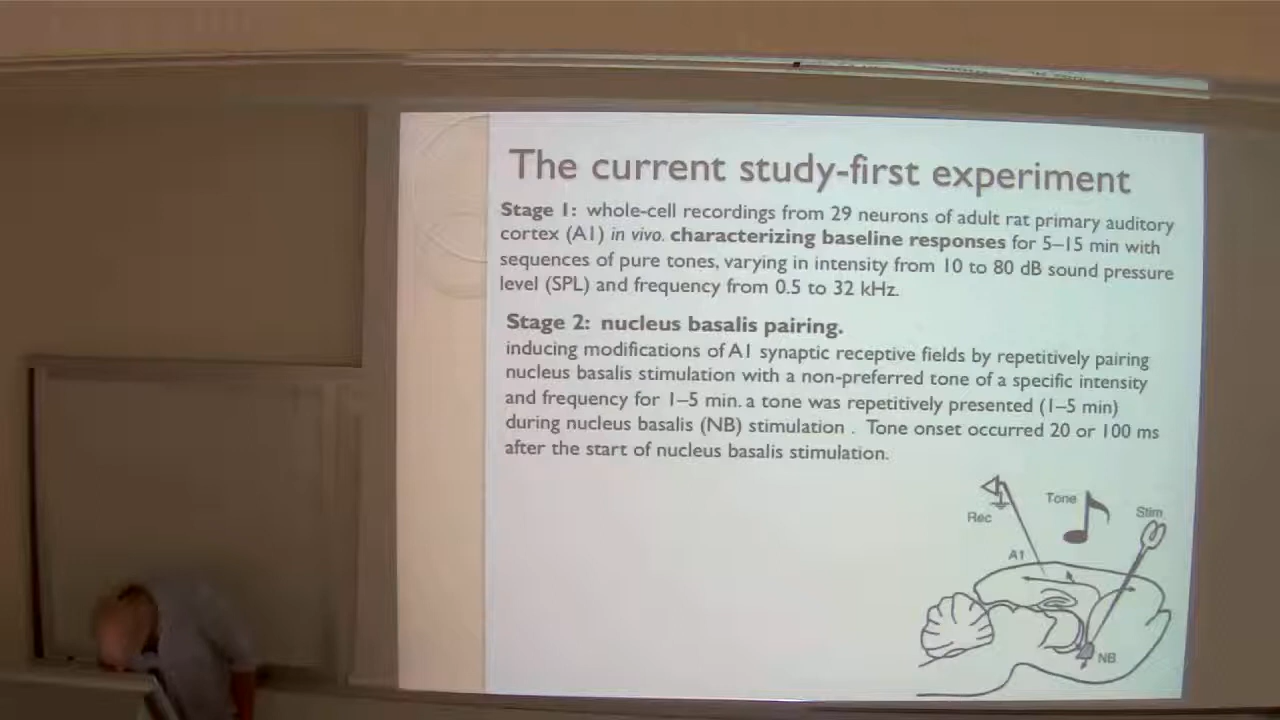 The current study-first experiment
Stage 1: whole-cell recordings from 29 neurons of adult rat primary auditory
cortex (A1) in vivo. characterizing baseline responses for 5–15 min with
sequences of pure tones, varying in intensity from 10 to 80 dB sound pressure
level (SPL) and frequency from 0.5 to 32 kHz.
Stage 2: nucleus basalis pairing.
inducing modifications of A1 synaptic receptive fields by repetitively pairing
nucleus basalis stimulation with a non-preferred tone of a specific intensity
and frequency for 1–5 min. a tone was repetitively presented (1–5 min)
during nucleus basalis (NB) stimulation . Tone onset occurred 20 or 100 ms
after the start of nucleus basalis stimulation.
Rec
Tone
Stim
A1
NB